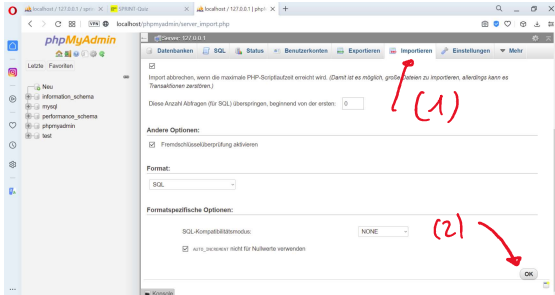 localhost / 127.0.0.1 / sprin
SPRINT-Quiz
localhost / 127.0.0.1 | phpM
VPN
localhost/phpmyadmin/server_import.php
phpMyAdmin
Letzte Favoriten
Neu
information_schema
mysql
performance_schema
phpmyadmin
test
Server: 127.0.0.1
Datenbanken SQL Status Benutzerkonten Exportieren Importieren Einstellungen Mehr
Import abbrechen, wenn die maximale PHP-Scriptlaufzeit erreicht wird. (Damit ist es möglich, große Dateien zu importieren, allerdings kann es
Transaktionen zerstören.)
Diese Anzahl Abfragen (für SQL) überspringen, beginnend von der ersten: 0
(1)
Andere Optionen:
Fremdschlüsselüberprüfung aktivieren
Format:
SQL
Formatspezifische Optionen:
SQL-Kompatibilitätsmodus: NONE
(2)
AUTO_INCREMENT nicht für Nullwerte verwenden
OK
Konsole